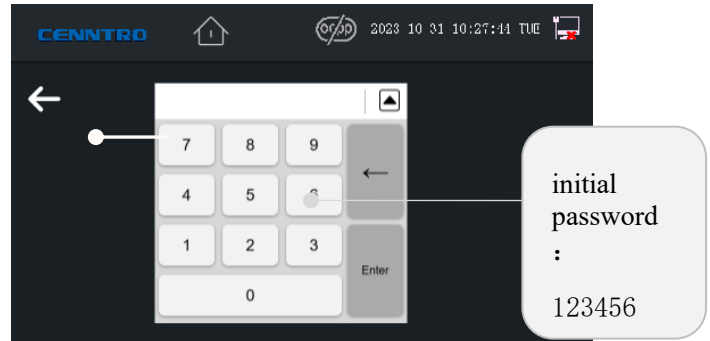 CENNTRO
OCPP 2023 10 31 10:27:44 TUE
7 8 9
4 5 6
1 2 3
Enter
0
initial
password
：
123456